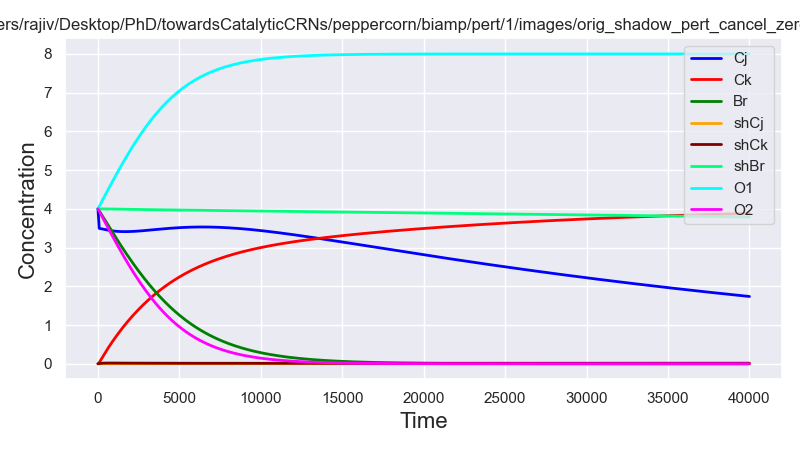 ers/rajiv/Desktop/PhD/towardsCatalyticCRNs/peppercorn/biamp/pert/1/images/orig_shadow_pert_cancel_zer
8
7
6
5
4
3
2
1
0
Concentration
0 5000 10000 15000 20000 25000 30000 35000 40000
Time
Cj
Ck
Br
shCj
shCk
shBr
O1
O2